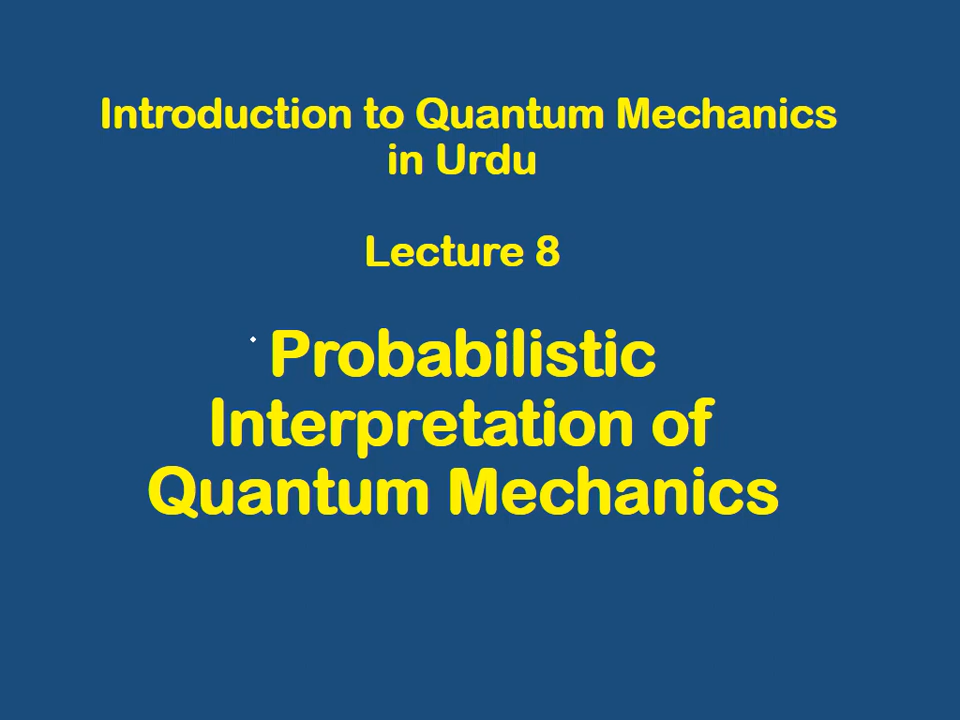 Introduction to Quantum Mechanics
in Urdu
Lecture 8
Probabilistic
Interpretation of
Quantum Mechanics